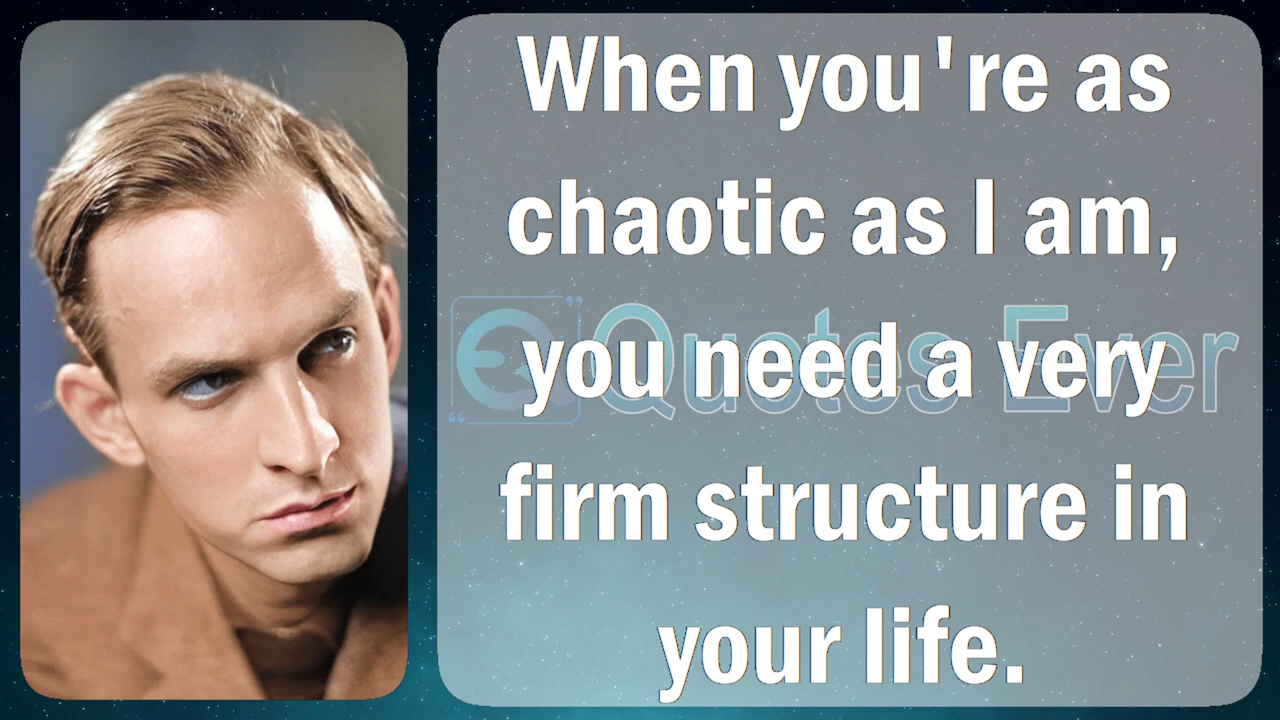 When you're as
chaotic as I am,
Quotes Ever
you need a very
firm structure in
your life.